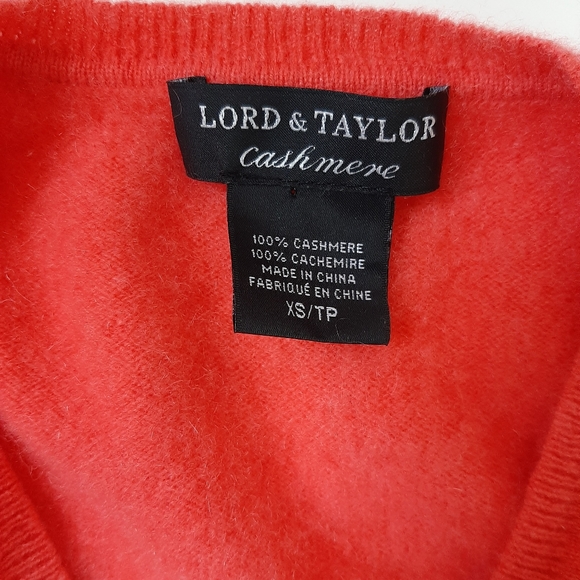 LORD & TAYLOR
cashmere
100% CASHMERE
100% CACHEMIRE
MADE IN CHINA
FABRIQUÉ EN CHINE
XS/TP